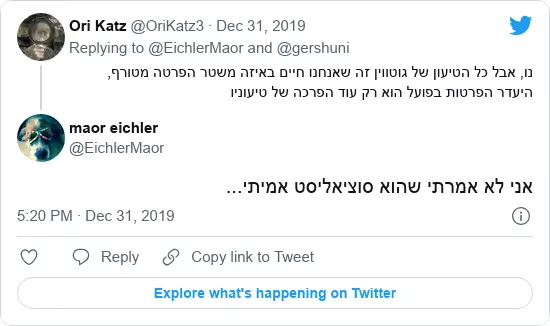 Ori Katz @OriKatz3 · Dec 31, 2019
Replying to @EichlerMaor and @gershuni
נו, אבל כל הטיעון של גוטווין זה שאנחנו חיים באיזה משטר הפרטה מטורף,
היעדר הפרטות בפועל הוא רק עוד הפרכה של טיעוניו
maor eichler
@EichlerMaor
אני לא אמרתי שהוא סוציאליסט אמיתי...
5:20 PM · Dec 31, 2019
Reply
Copy link to Tweet
Explore what's happening on Twitter